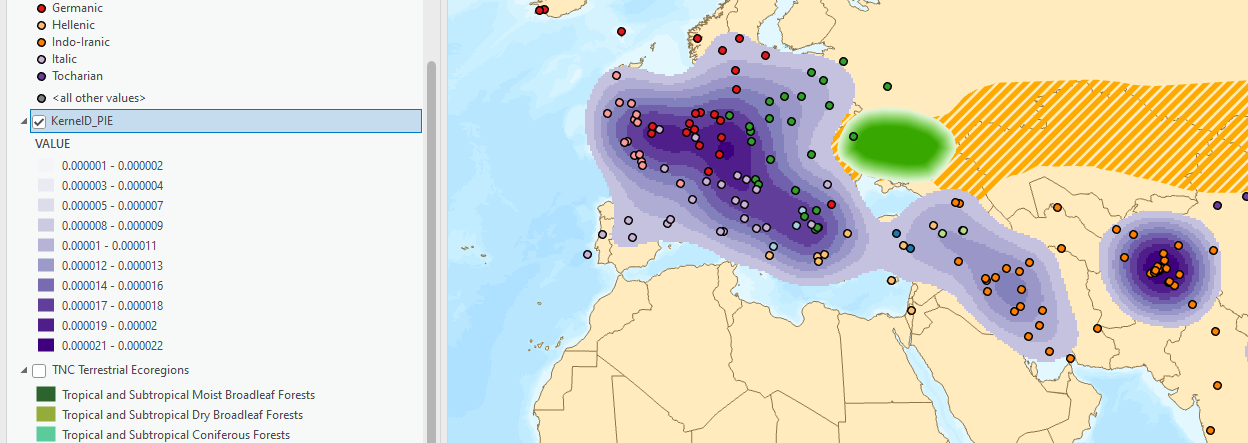 Germanic
Hellenic
Indo-Iranic
Italic
Tocharian
<all other values>
KernelD_PIE
VALUE
0.000001 - 0.000002
0.000003 - 0.000004
0.000005 - 0.000007
0.000008 - 0.000009
0.00001 - 0.000011
0.000012 - 0.000013
0.000014 - 0.000016
0.000017 - 0.000018
0.000019 - 0.00002
0.000021 - 0.000022
TNC Terrestrial Ecoregions
Tropical and Subtropical Moist Broadleaf Forests
Tropical and Subtropical Dry Broadleaf Forests
Tropical and Subtropical Coniferous Forests